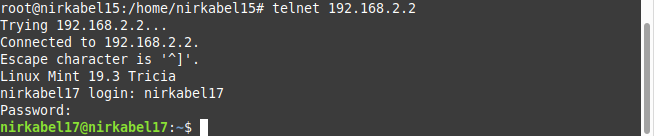 root@nirkabel15:/home/nirkabel15# telnet 192.168.2.2
Trying 192.168.2.2...
Connected to 192.168.2.2.
Escape character is '^]'.
Linux Mint 19.3 Tricia
nirkabel17 login: nirkabel17
Password:
nirkabel17@nirkabel17:~$